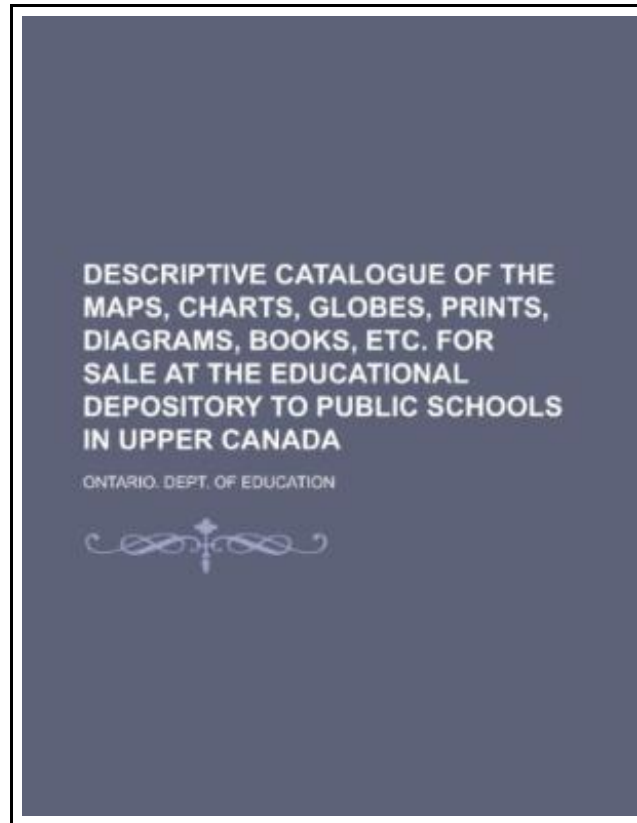 DESCRIPTIVE CATALOGUE OF THE
MAPS, CHARTS, GLOBES, PRINTS,
DIAGRAMS, BOOKS, ETC. FOR
SALE AT THE EDUCATIONAL
DEPOSITORY TO PUBLIC SCHOOLS
IN UPPER CANADA
ONTARIO. DEPT. OF EDUCATION